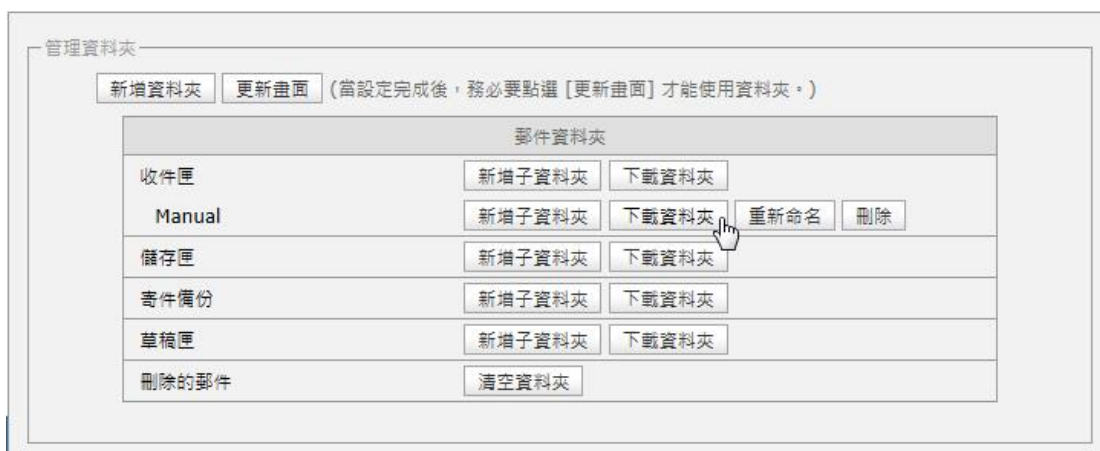 管理資料夾
新增資料夾 更新畫面 (當設定完成後，務必要點選 [更新畫面] 才能使用資料夾。)
郵件資料夾
收件匣 新增子資料夾 下載資料夾
Manual 新增子資料夾 下載資料夾 重新命名 刪除
儲存匣 新增子資料夾 下載資料夾
寄件備份 新增子資料夾 下載資料夾
草稿匣 新增子資料夾 下載資料夾
刪除的郵件 清空資料夾